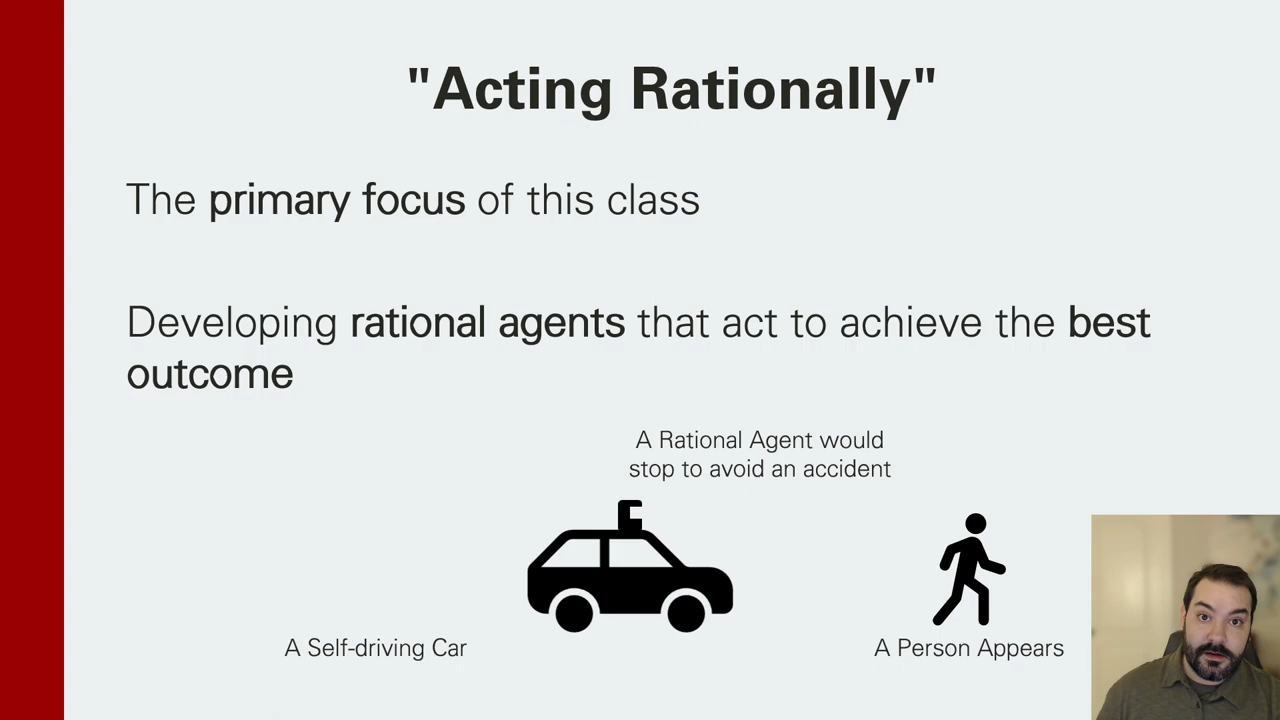 "Acting Rationally"
The primary focus of this class
Developing rational agents that act to achieve the best
outcome
A Rational Agent would
stop to avoid an accident
A Self-driving Car
A Person Appears